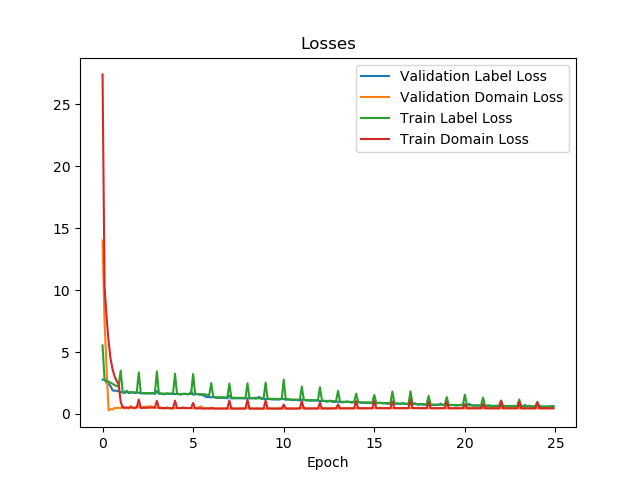 Losses
Validation Label Loss
Validation Domain Loss
Train Label Loss
Train Domain Loss
25
20
15
10
5
0
0 5 10 15 20 25
Epoch